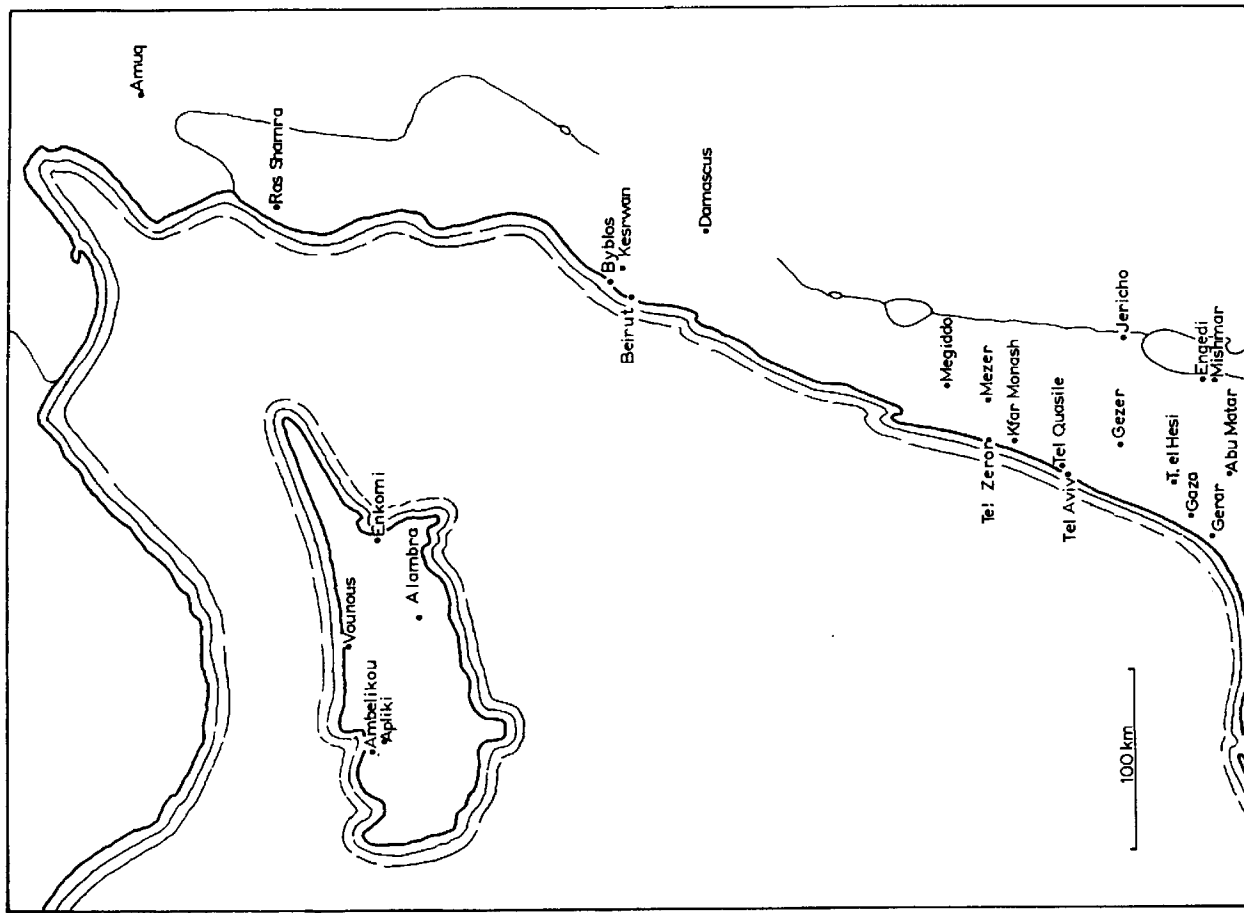 Amuq
Ras Shamra
Byblos
Kesrwan
Beirut
Damascus
Vounous
Enkomi
Alambra
Ambelikou
Apliki
Megiddo
Mezer
Kfar Monash
Tel Zeror
Tel Quasile
Tel Aviv
Jericho
Gezer
Engedi
Mishmar
T. el Hesi
Gaza
Gerar
Abu Matar
100 km